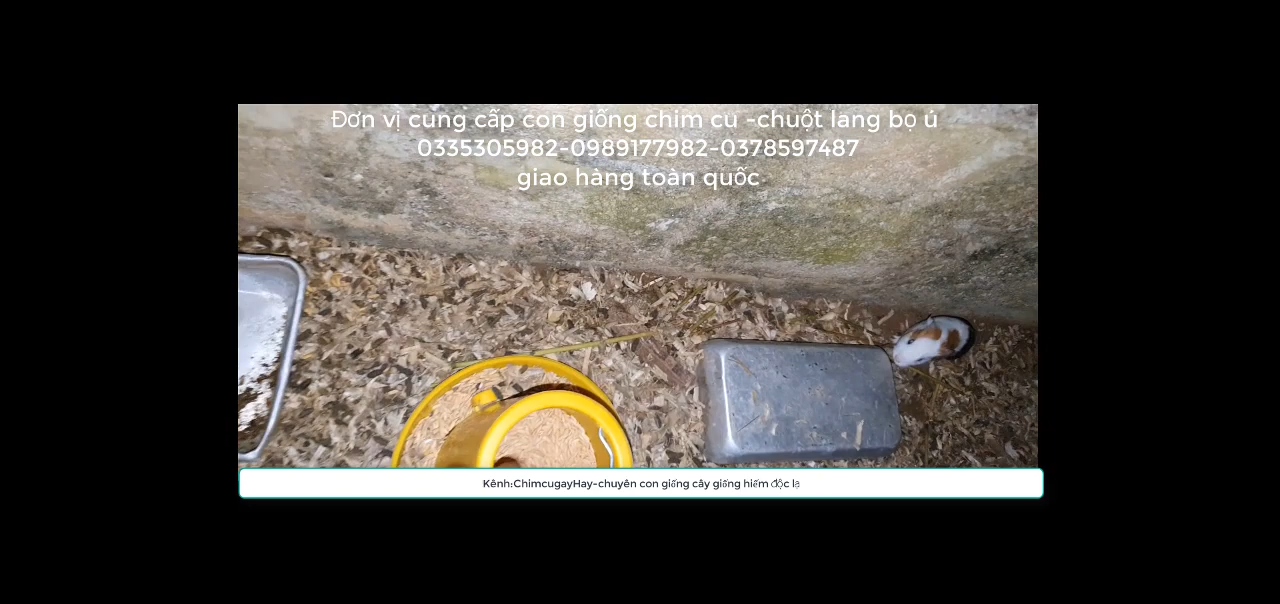 Đơn vị cung cấp con giống chim cu -chuột lang bọ ú
0335305982-0989177982-0378597487
giao hàng toàn quốc
Kênh:ChimcugayHay-chuyên con giống cây giống hiếm độc lạ